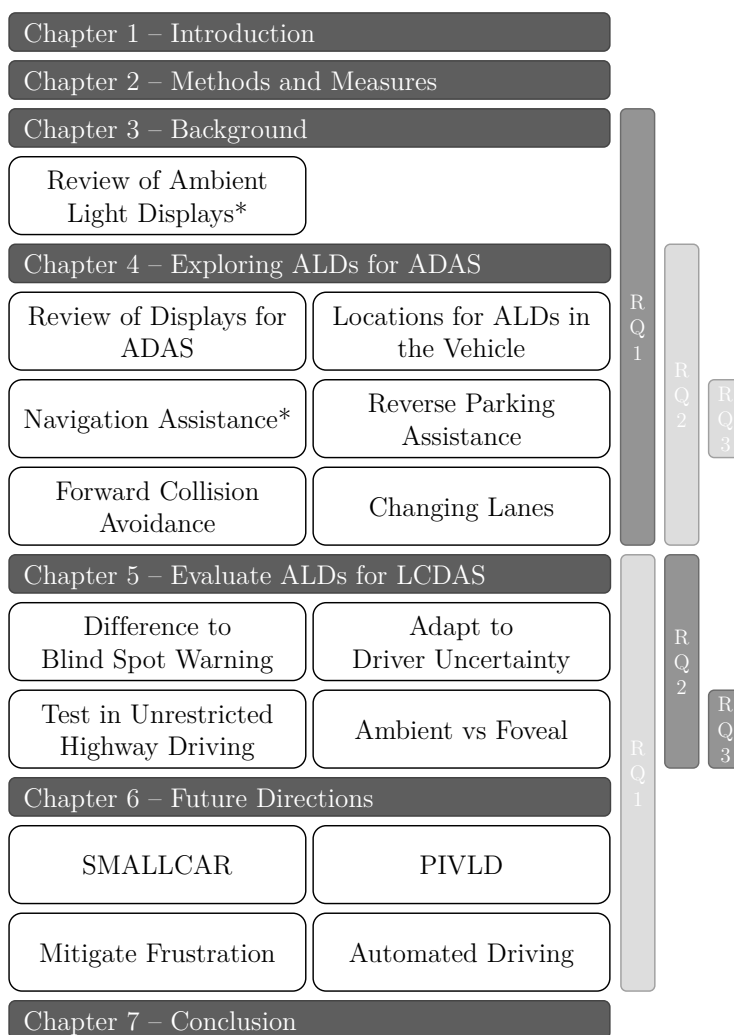 Chapter 1 – Introduction
Chapter 2 – Methods and Measures
Chapter 3 – Background
Review of Ambient
Light Displays*
Chapter 4 – Exploring ALDs for ADAS
Review of Displays for
ADAS
Locations for ALDs in
the Vehicle
Navigation Assistance*
Reverse Parking
Assistance
Forward Collision
Avoidance
Changing Lanes
R
Q
1
R
Q
2
R
Q
3
Chapter 5 – Evaluate ALDs for LCDAS
Difference to
Blind Spot Warning
Adapt to
Driver Uncertainty
Test in Unrestricted
Highway Driving
Ambient vs Foveal
R
Q
2
R
Q
3
R
Q
1
Chapter 6 – Future Directions
SMALLCAR
PIVLD
Mitigate Frustration
Automated Driving
Chapter 7 – Conclusion